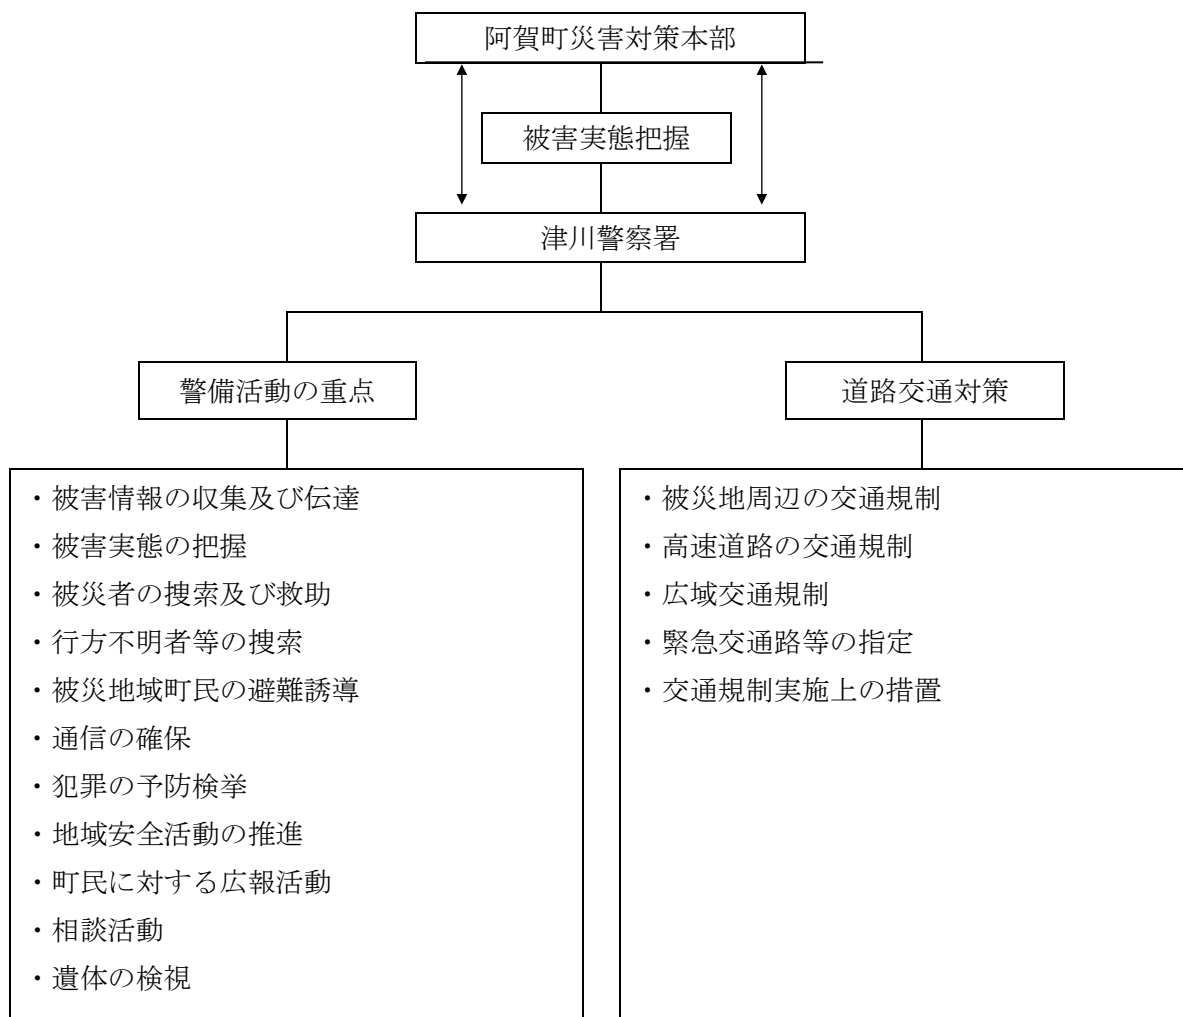 阿賀町災害対策本部
被害実態把握
津川警察署
警備活動の重点
道路交通対策
・被害情報の収集及び伝達
・被害実態の把握
・被災者の捜索及び救助
・行方不明者等の捜索
・被災地域町民の避難誘導
・通信の確保
・犯罪の予防検挙
・地域安全活動の推進
・町民に対する広報活動
・相談活動
・遺体の検視
・被災地周辺の交通規制
・高速道路の交通規制
・広域交通規制
・緊急交通路等の指定
・交通規制実施上の措置